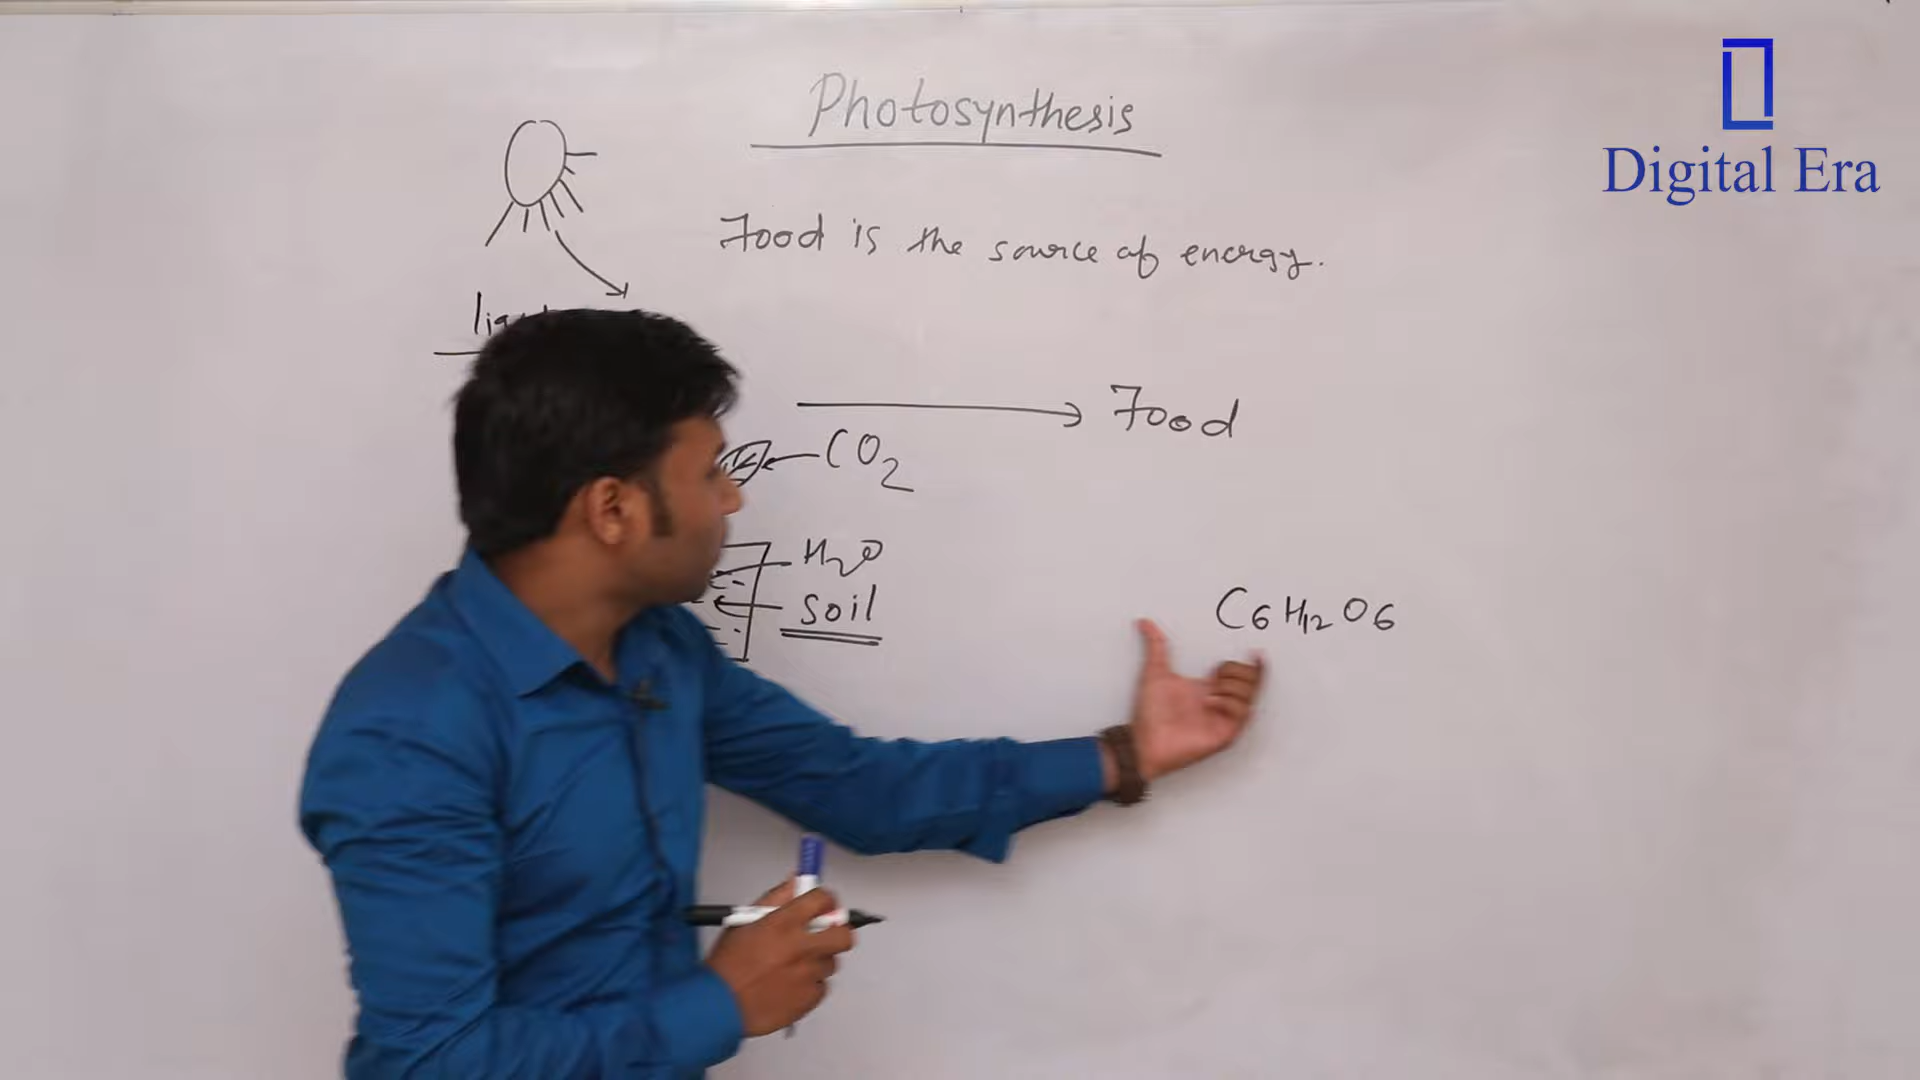 Photosynthesis
Digital Era
Food is the source of energy.
Food
CO2
H2O
Soil
C6H12O6